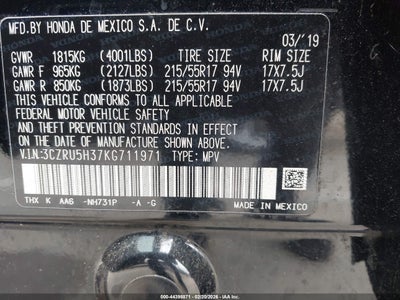 MFD.BY HONDA DE MEXICO S.A. DE C.V.
03/'19
GVWR 1815KG (4001LBS) TIRE SIZE RIM SIZE
GAWR F 965KG (2127LBS) 215/55R17 94V 17X7.5J
GAWR R 850KG (1873LBS) 215/55R17 94V 17X7.5J
THIS VEHICLE CONFORMS TO ALL APPLICABLE
FEDERAL MOTOR VEHICLE SAFETY AND THEFT
PREVENTION STANDARDS IN EFFECT ON THE
DATE OF MANUFACTURE SHOWN ABOVE.
V.I.N:3CZRU5H37KG711971 TYPE: MPV
THX K AA6 -NH731P -A -G
MADE IN MEXICO